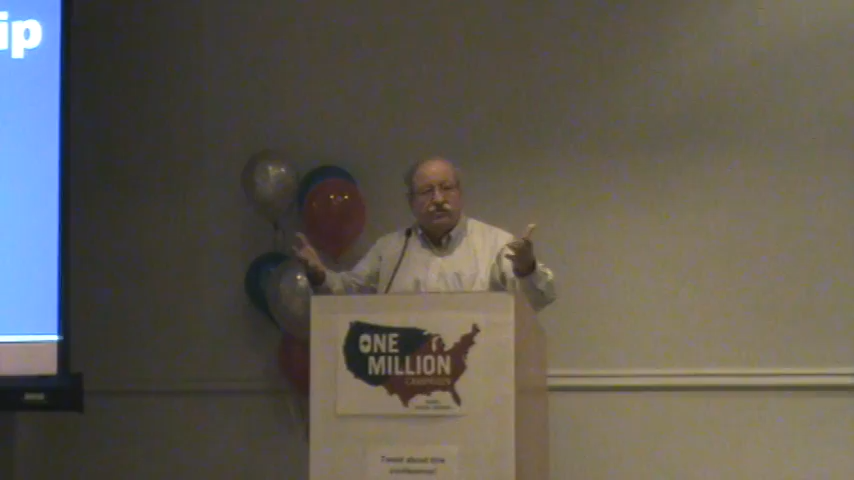 ip
ONE
MILLION
CAMPAIGN
Tweet about this
conference!